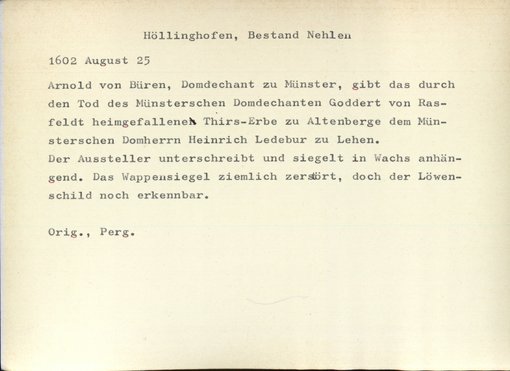 Höllinghofen, Bestand Nehlen
1602 August 25
Arnold von Büren, Domdechant zu Münster, gibt das durch
den Tod des Münsterschen Domdechanten Goddert von Ras-
feldt heimgefallene Thirs-Erbe zu Altenberge dem Mün-
sterschen Domherrn Heinrich Ledebur zu Lehen.
Der Aussteller unterschreibt und siegelt in Wachs anhän-
gend. Das Wappensiegel ziemlich zerstört, doch der Löwen-
schild noch erkennbar.
Orig., Perg.